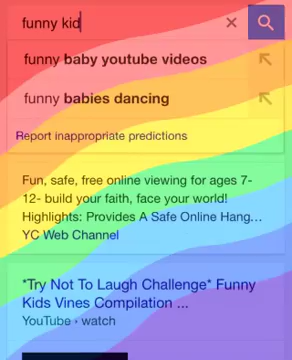 funny kid
funny baby youtube videos
funny babies dancing
Report inappropriate predictions
Fun, safe, free online viewing for ages 7-
12- build your faith, face your world!
Highlights: Provides A Safe Online Hang...
YC Web Channel
*Try Not To Laugh Challenge* Funny
Kids Vines Compilation ...
YouTube › watch